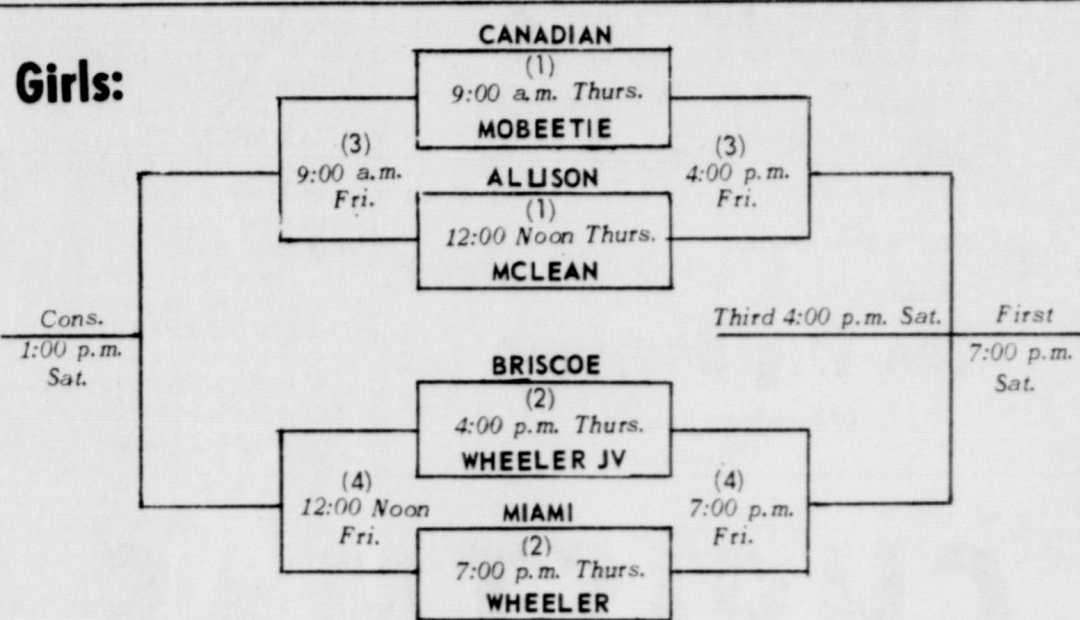 Girls:
CANADIAN
(1)
9:00 a.m. Thurs.
MOBEETIE
(3)
9:00 a.m.
Fri.
(3)
4:00 p.m.
Fri.
ALLISON
(1)
12:00 Noon Thurs.
MCLEAN
Cons.
1:00 p.m.
Sat.
Third 4:00 p.m. Sat.
First
7:00 p.m.
Sat.
BRISCOE
(2)
4:00 p.m. Thurs.
WHEELER JV
(4)
12:00 Noon
Fri.
(4)
7:00 p.m.
Fri.
MIAMI
(2)
7:00 p.m. Thurs.
WHEELER